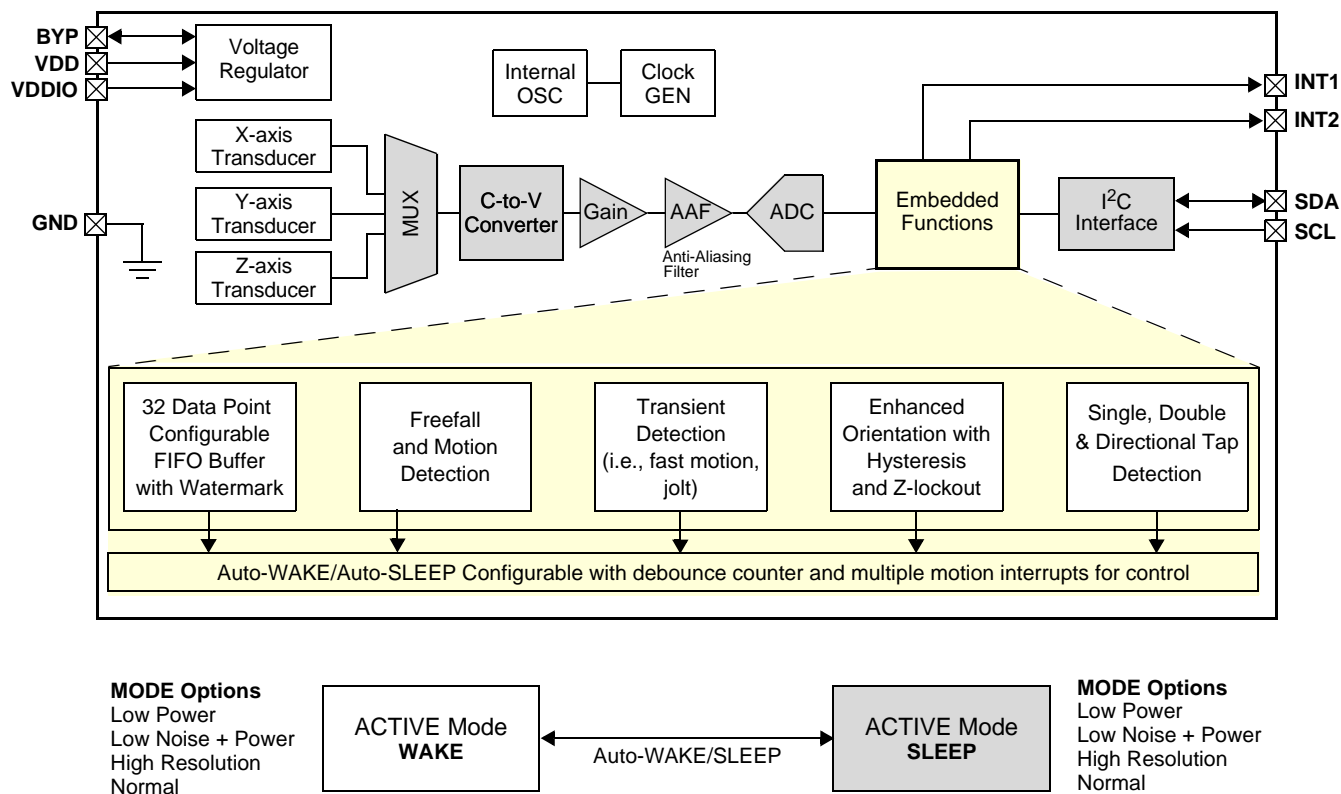 BYP
VDD
VDDIO
GND
Voltage
Regulator
Internal
OSC
Clock
GEN
INT1
INT2
X-axis
Transducer
Y-axis
Transducer
Z-axis
Transducer
MUX
C-to-V
Converter
Gain
AAF
Anti-Aliasing
Filter
ADC
Embedded
Functions
I²C
Interface
SDA
SCL
32 Data Point
Configurable
FIFO Buffer
with Watermark
Freefall
and Motion
Detection
Transient
Detection
(i.e., fast motion,
jolt)
Enhanced
Orientation with
Hysteresis
and Z-lockout
Single, Double
& Directional Tap
Detection
Auto-WAKE/Auto-SLEEP Configurable with debounce counter and multiple motion interrupts for control
MODE Options
Low Power
Low Noise + Power
High Resolution
Normal
ACTIVE Mode
WAKE
Auto-WAKE/SLEEP
ACTIVE Mode
SLEEP
MODE Options
Low Power
Low Noise + Power
High Resolution
Normal